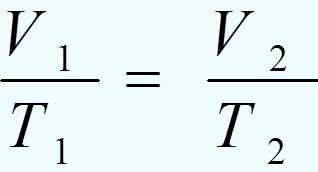 V₁ / T₁ = V₂ / T₂